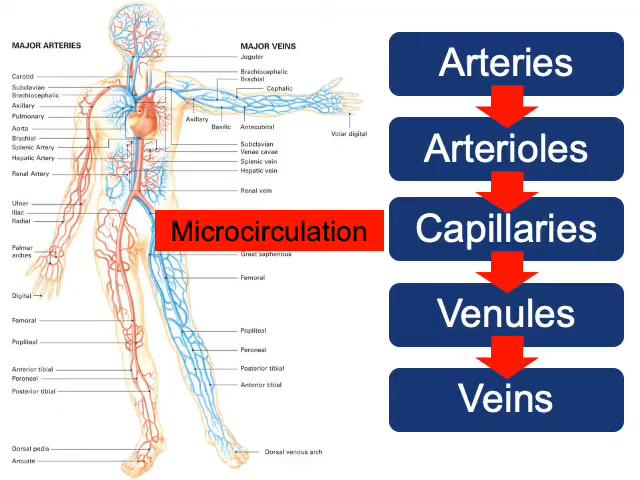 MAJOR ARTERIES
Carotid
Subclavian
Brachiocephalic
Axillary
Pulmonary
Aorta
Brachial
Splenic Artery
Hepatic Artery
Renal Artery
Ulnar
Iliac
Radial
Palmar
arches
Digital
Femoral
Popliteal
Anterior tibial
Peroneal
Posterior tibial
Dorsal pedis
Arcuate
MAJOR VEINS
Jugular
Brachiocephalic
Brachial
Cephalic
Axillary
Basilic
Antecubital
Volar digital
Subclavian
Venae cavae
Splenic vein
Hepatic vein
Renal vein
Microcirculation
Great saphenous
Femoral
Popliteal
Peroneal
Posterior tibial
Anterior tibial
Dorsal venous arch
Arteries
Arterioles
Capillaries
Venules
Veins